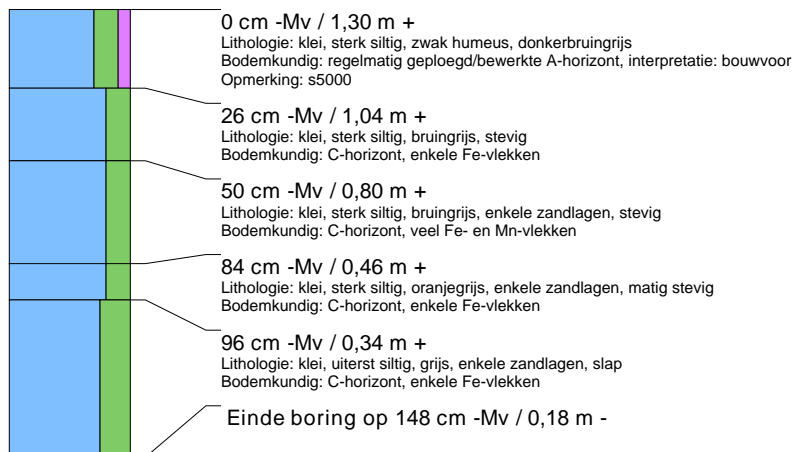 0 cm -Mv / 1,30 m +
Lithologie: klei, sterk siltig, zwak humeus, donkerbruingrijs
Bodemkundig: regelmatig geploegd/bewerkte A-horizont, interpretatie: bouwvoor
Opmerking: s5000
26 cm -Mv / 1,04 m +
Lithologie: klei, sterk siltig, bruingrijs, stevig
Bodemkundig: C-horizont, enkele Fe-vlekken
50 cm -Mv / 0,80 m +
Lithologie: klei, sterk siltig, bruingrijs, enkele zandlagen, stevig
Bodemkundig: C-horizont, veel Fe- en Mn-vlekken
84 cm -Mv / 0,46 m +
Lithologie: klei, sterk siltig, oranjegrijs, enkele zandlagen, matig stevig
Bodemkundig: C-horizont, enkele Fe-vlekken
96 cm -Mv / 0,34 m +
Lithologie: klei, uiterst siltig, grijs, enkele zandlagen, slap
Bodemkundig: C-horizont, enkele Fe-vlekken
Einde boring op 148 cm -Mv / 0,18 m -